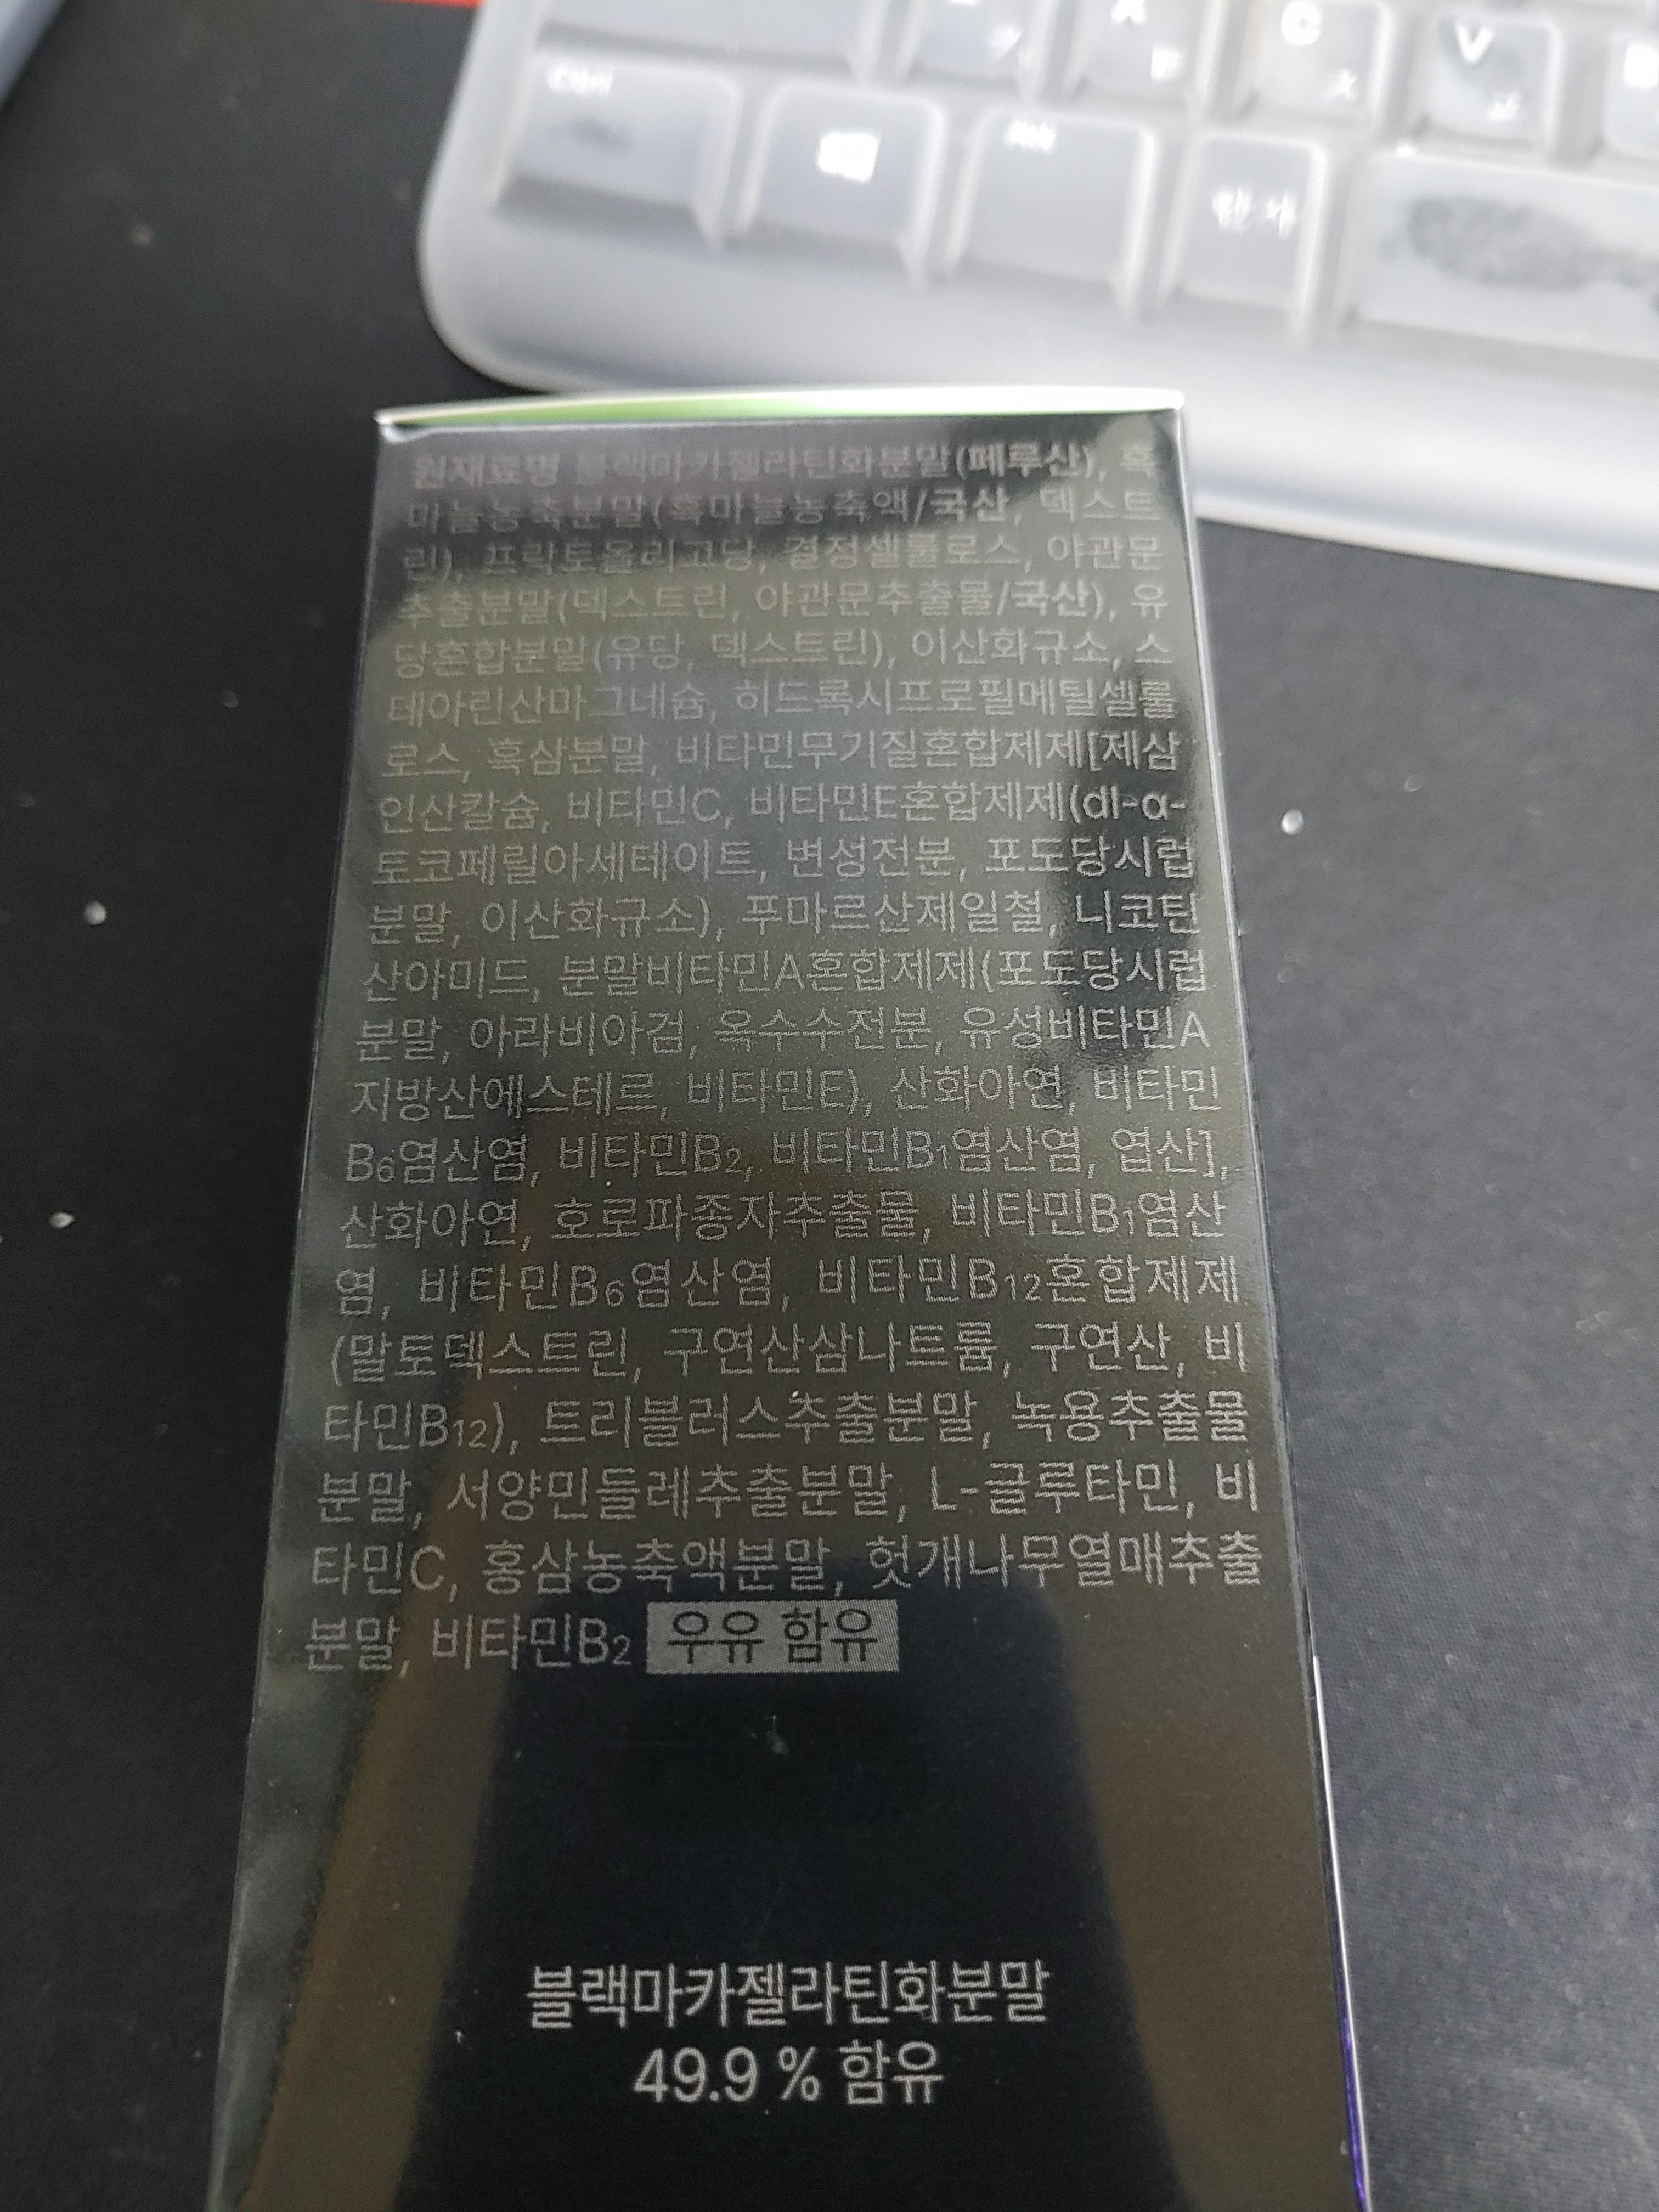 Ctrl
Alt
한자
C
ㅊ
V
ㅍ
원재료명 블랙마카젤라틴화분말(페루산), 흑
마늘농축분말(흑마늘농축액/국산, 덱스트
린), 프락토올리고당, 결정셀룰로스, 야관문
추출분말(덱스트린, 야관문추출물/국산), 유
당혼합분말(유당, 덱스트린), 이산화규소, 스
테아린산마그네슘, 히드록시프로필메틸셀룰
로스, 흑삼분말, 비타민무기질혼합제제[제삼
인산칼슘, 비타민C, 비타민E혼합제제(dl-α-
토코페릴아세테이트, 변성전분, 포도당시럽
분말, 이산화규소), 푸마르산제일철, 니코틴
산아미드, 분말비타민A혼합제제(포도당시럽
분말, 아라비아검, 옥수수전분, 유성비타민A
지방산에스테르, 비타민E), 산화아연, 비타민
B₆염산염, 비타민B₂, 비타민B₁염산염, 엽산],
산화아연, 호로파종자추출물, 비타민B₁염산
염, 비타민B₆염산염, 비타민B₁₂혼합제제
(말토덱스트린, 구연산삼나트륨, 구연산, 비
타민B₁₂), 트리블러스추출분말, 녹용추출물
분말, 서양민들레추출분말, L-글루타민, 비
타민C, 홍삼농축액분말, 헛개나무열매추출
분말, 비타민B₂ 우유 함유
블랙마카젤라틴화분말
49.9 % 함유